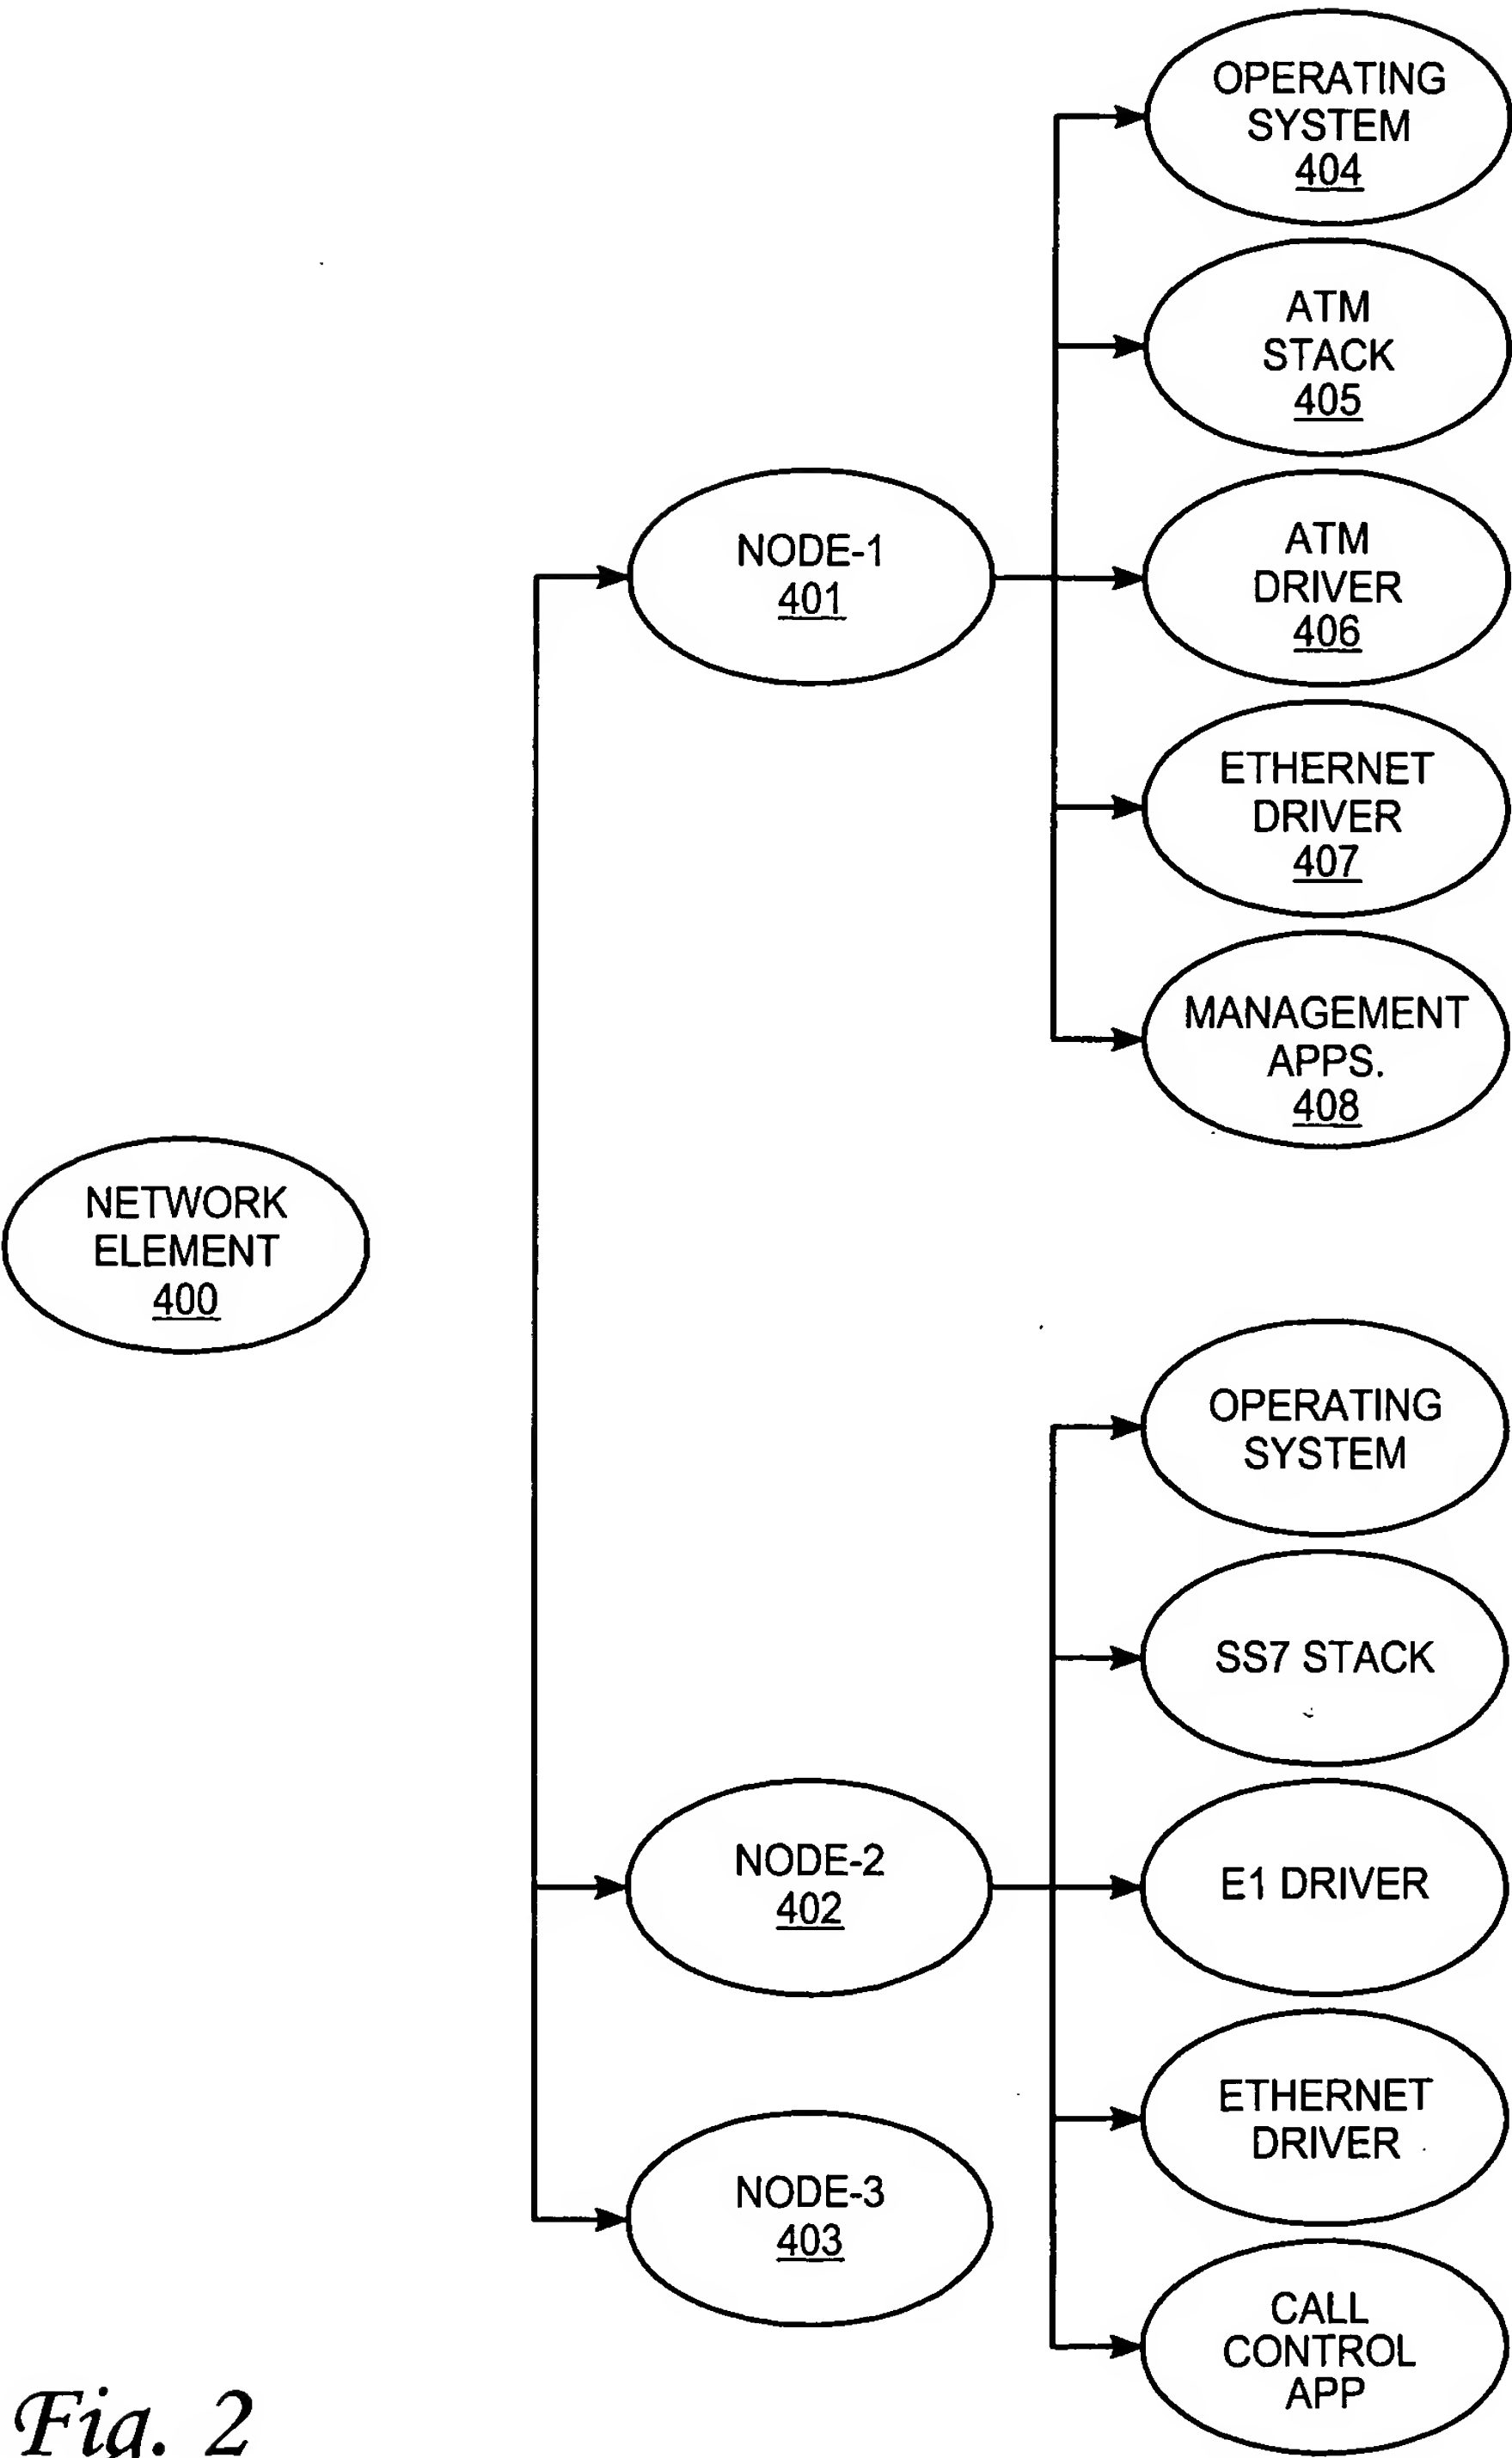 OPERATING
SYSTEM
404
ATM
STACK
405
NODE-1
401
ATM
DRIVER
406
ETHERNET
DRIVER
407
MANAGEMENT
APPS.
408
NETWORK
ELEMENT
400
OPERATING
SYSTEM
SS7 STACK
NODE-2
402
E1 DRIVER
ETHERNET
DRIVER
NODE-3
403
CALL
CONTROL
APP
Fig. 2